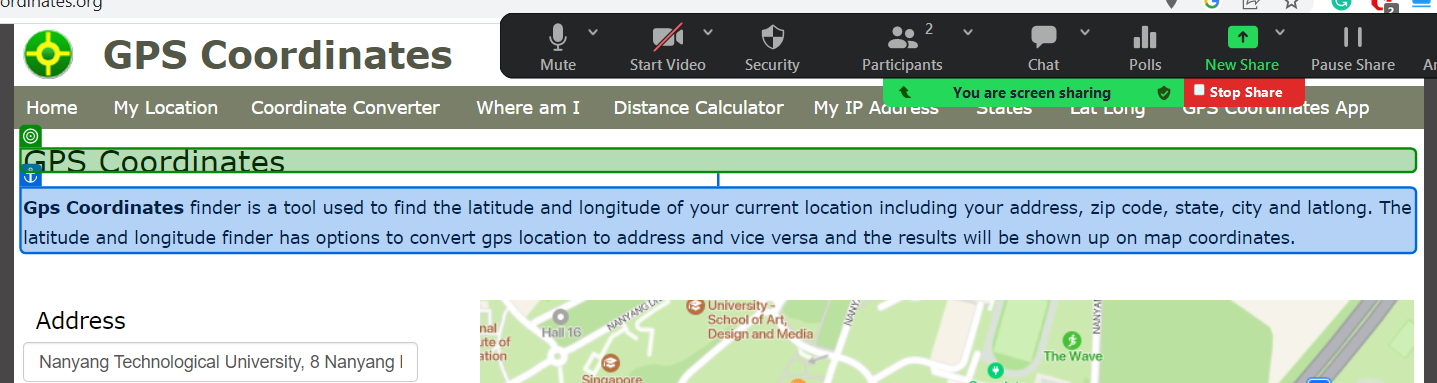 ordinates.org
2
GPS Coordinates
Mute
Start Video
Security
Participants
2
Chat
Polls
New Share
Pause Share
You are screen sharing
Stop Share
Home
My Location
Coordinate Converter
Where am I
Distance Calculator
My IP Address
States
Lat Long
GPS Coordinates App
GPS Coordinates
Gps Coordinates finder is a tool used to find the latitude and longitude of your current location including your address, zip code, state, city and latlong. The
latitude and longitude finder has options to convert gps location to address and vice versa and the results will be shown up on map coordinates.
Address
Nanyang Technological University, 8 Nanyang
nal
ute of
ation
Hall 16
NANYANG
University -
School of Art,
Design and Media
NANYANG
NANYANG
The Wave
Singapore